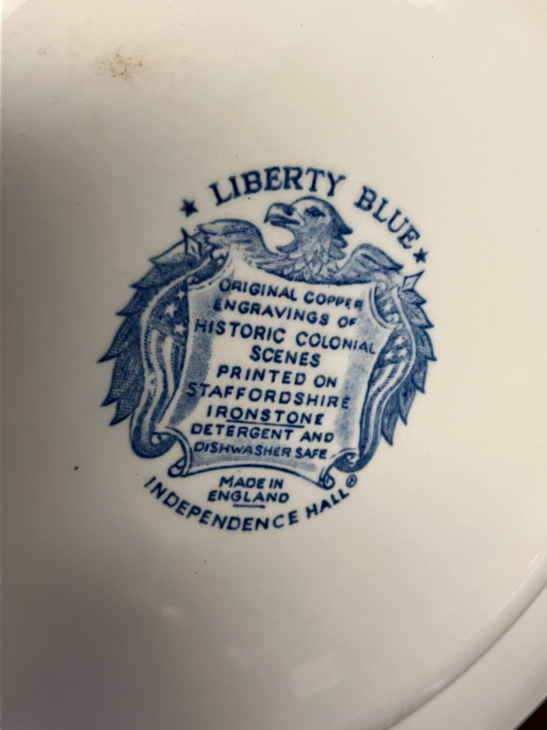 ★ LIBERTY BLUE ★
ORIGINAL COPPER
ENGRAVINGS OF
HISTORIC COLONIAL
SCENES
PRINTED ON
STAFFORDSHIRE
IRONSTONE
DETERGENT AND
DISHWASHER SAFE
MADE IN
ENGLAND
INDEPENDENCE HALL®